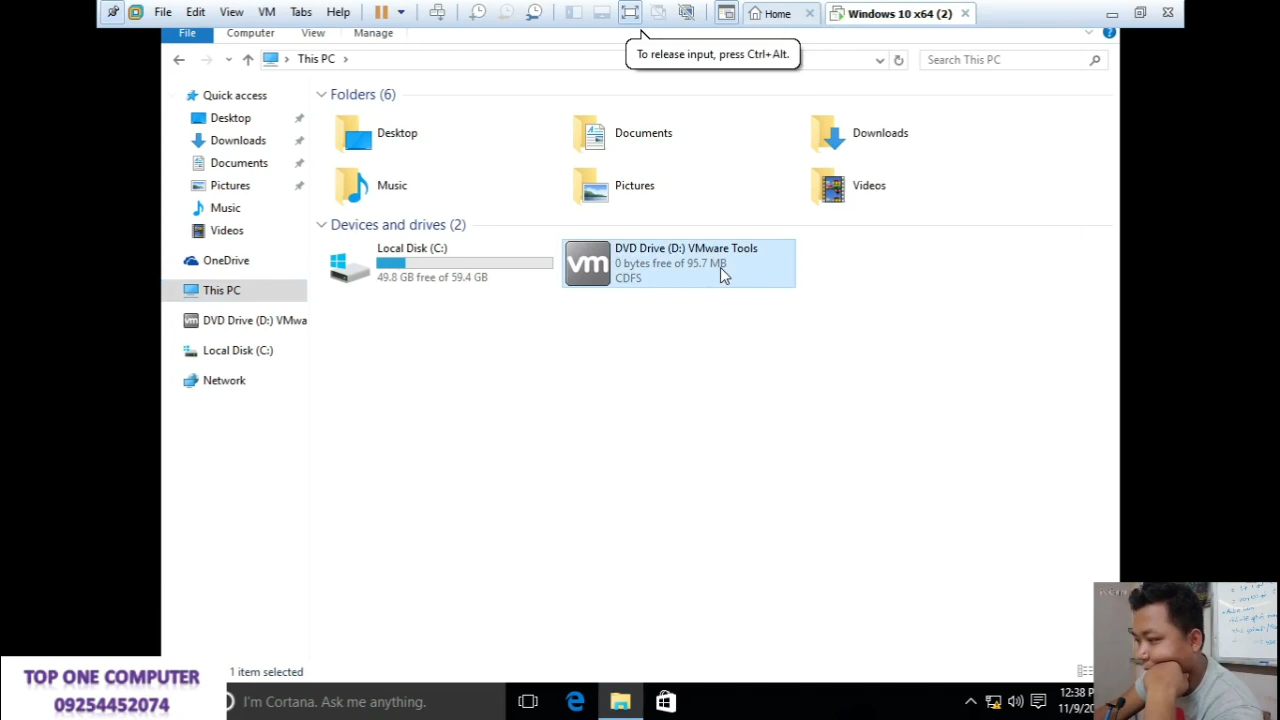 File Edit View VM Tabs Help
Home
Windows 10 x64 (2)
To release input, press Ctrl+Alt.
File Computer View Manage
This PC
Search This PC
Quick access
Desktop
Downloads
Documents
Pictures
Music
Videos
OneDrive
This PC
DVD Drive (D:) VMwa
Local Disk (C:)
Network
Folders (6)
Desktop
Documents
Downloads
Music
Pictures
Videos
Devices and drives (2)
Local Disk (C:)
49.8 GB free of 59.4 GB
vm
DVD Drive (D:) VMware Tools
0 bytes free of 95.7 MB
CDFS
1 item selected
TOP ONE COMPUTER
09254452074
I'm Cortana. Ask me anything.
12:38 PM
11/9/20